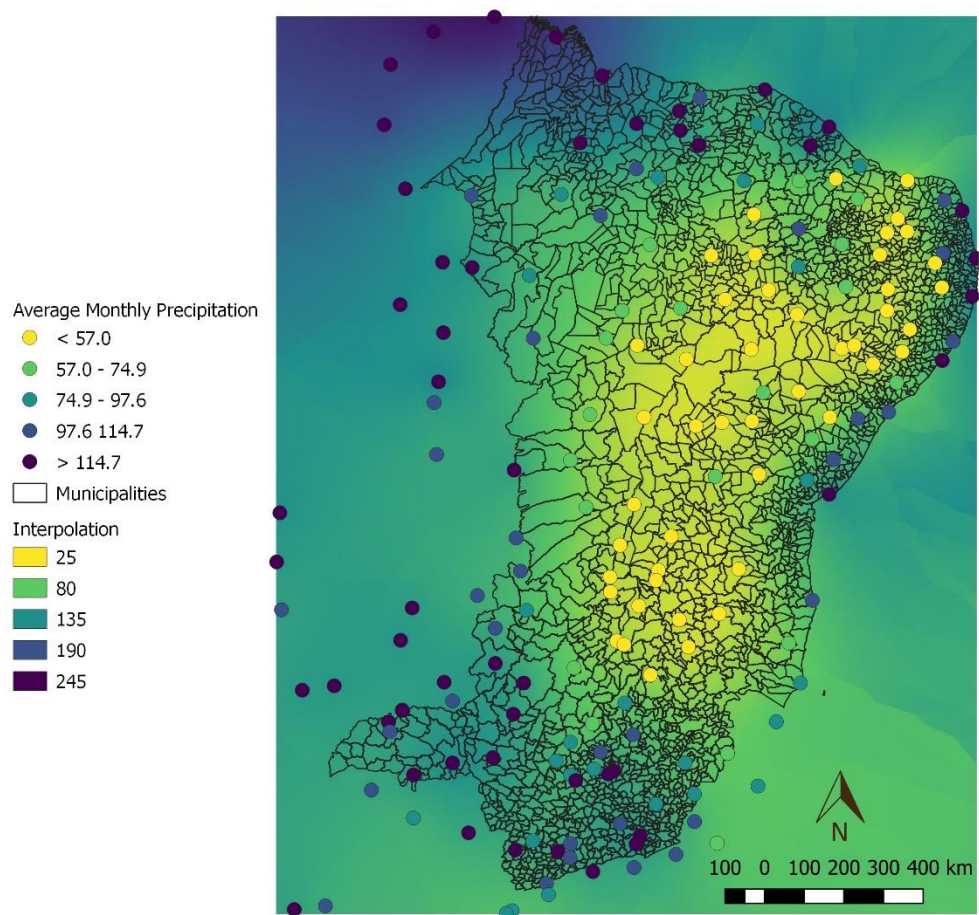 Average Monthly Precipitation
< 57.0
57.0 - 74.9
74.9 - 97.6
97.6 114.7
> 114.7
Municipalities
Interpolation
25
80
135
190
245
N
100 0 100 200 300 400 km